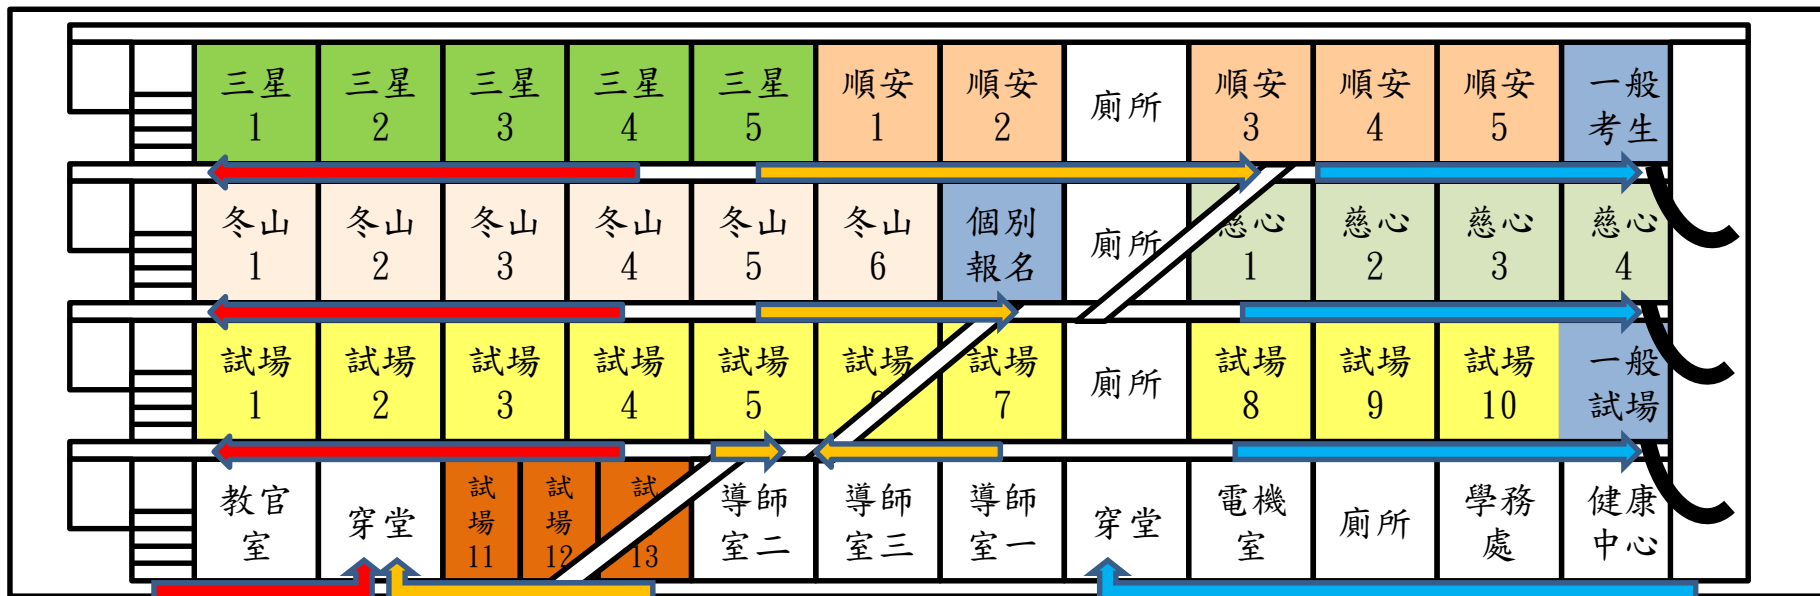 三星 三星 三星 三星 三星 順安 順安 廁所 順安 順安 順安 一般
1 2 3 4 5 1 2 3 4 5 考生
冬山 冬山 冬山 冬山 冬山 冬山 個別 廁所 慈心 慈心 慈心 慈心
1 2 3 4 5 6 報名 1 2 3 4
試場 試場 試場 試場 試場 試場 試場 廁所 試場 試場 試場 一般
1 2 3 4 5 6 7 8 9 10 試場
教官 穿堂 試 試 試 導師 導師 導師 穿堂 電機 廁所 學務 健康
室 場 場 室二 室三 室一 室 處 中心
11 12 13